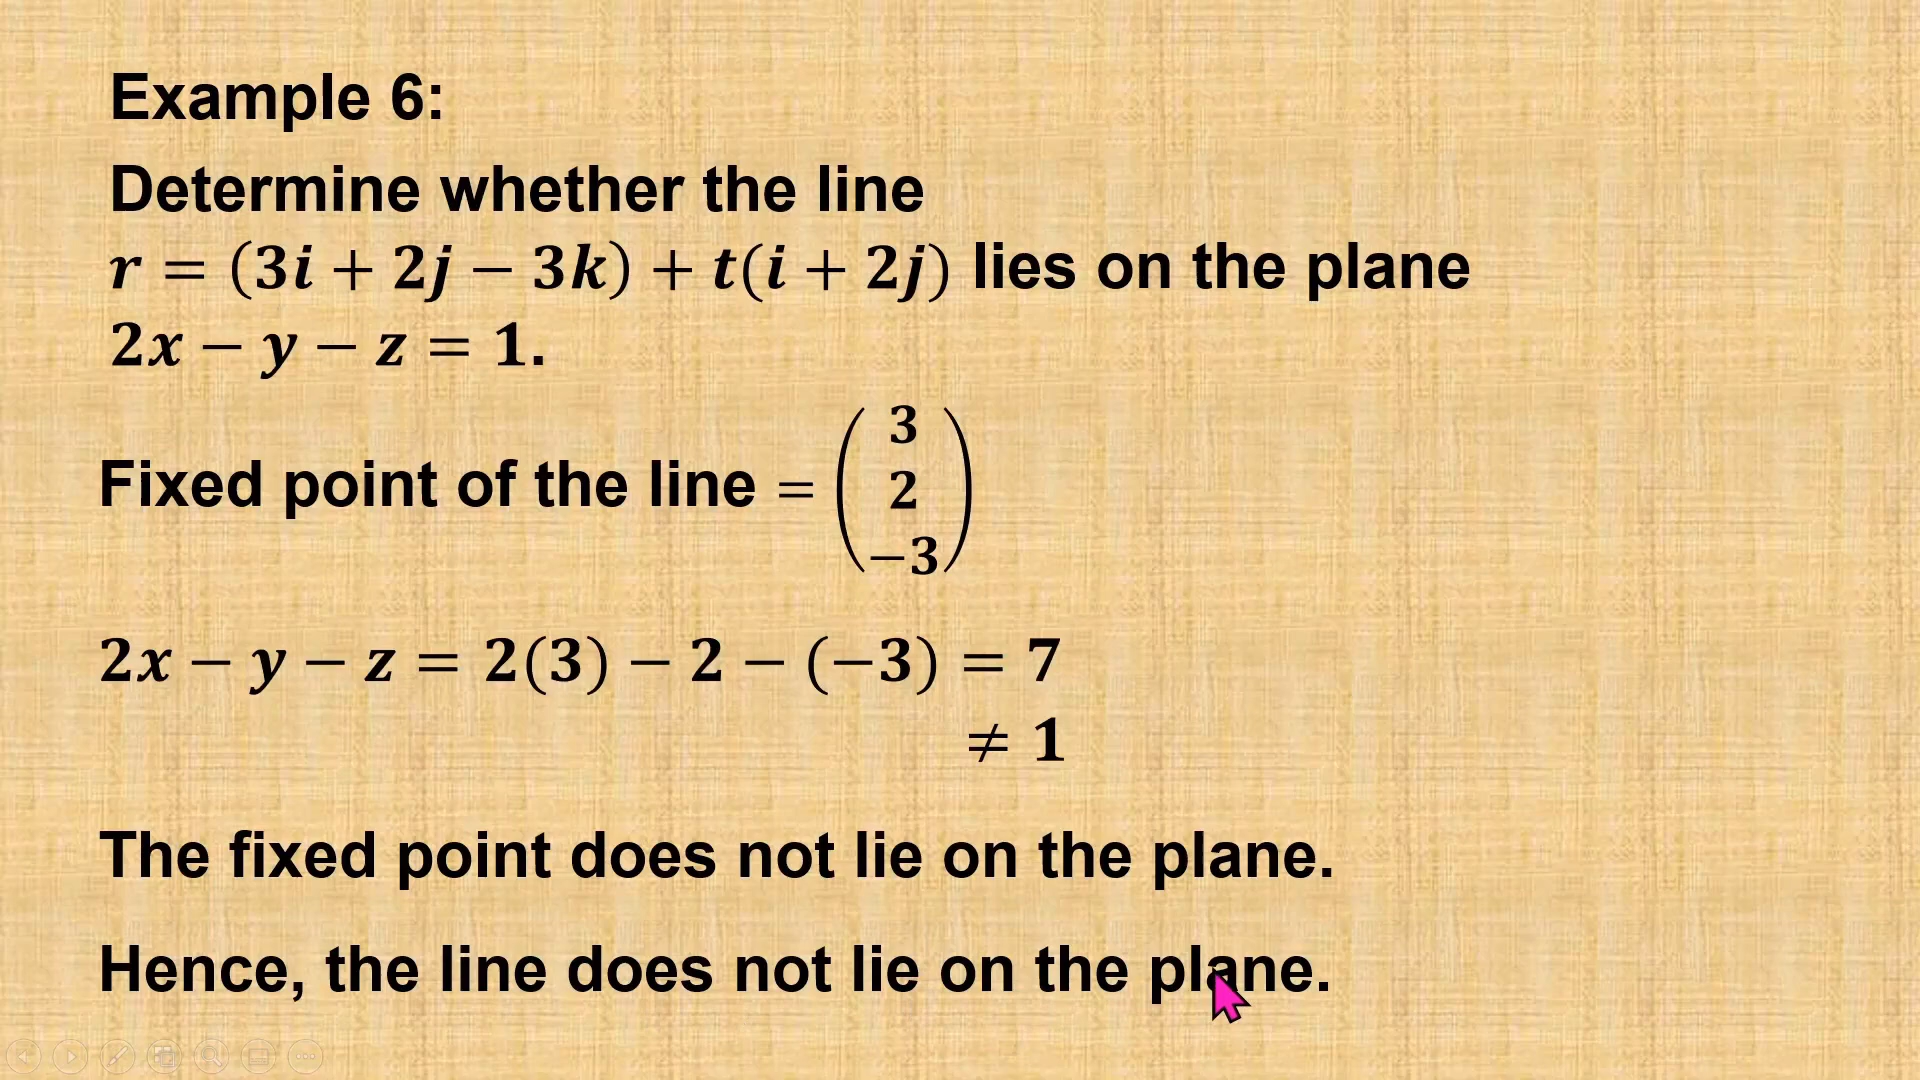 Example 6:
Determine whether the line
r = (3i + 2j − 3k) + t(i + 2j) lies on the plane
2x − y − z = 1.
3
Fixed point of the line = ( 2 )
−3
2x − y − z = 2(3) − 2 − (−3) = 7
≠ 1
The fixed point does not lie on the plane.
Hence, the line does not lie on the plane.